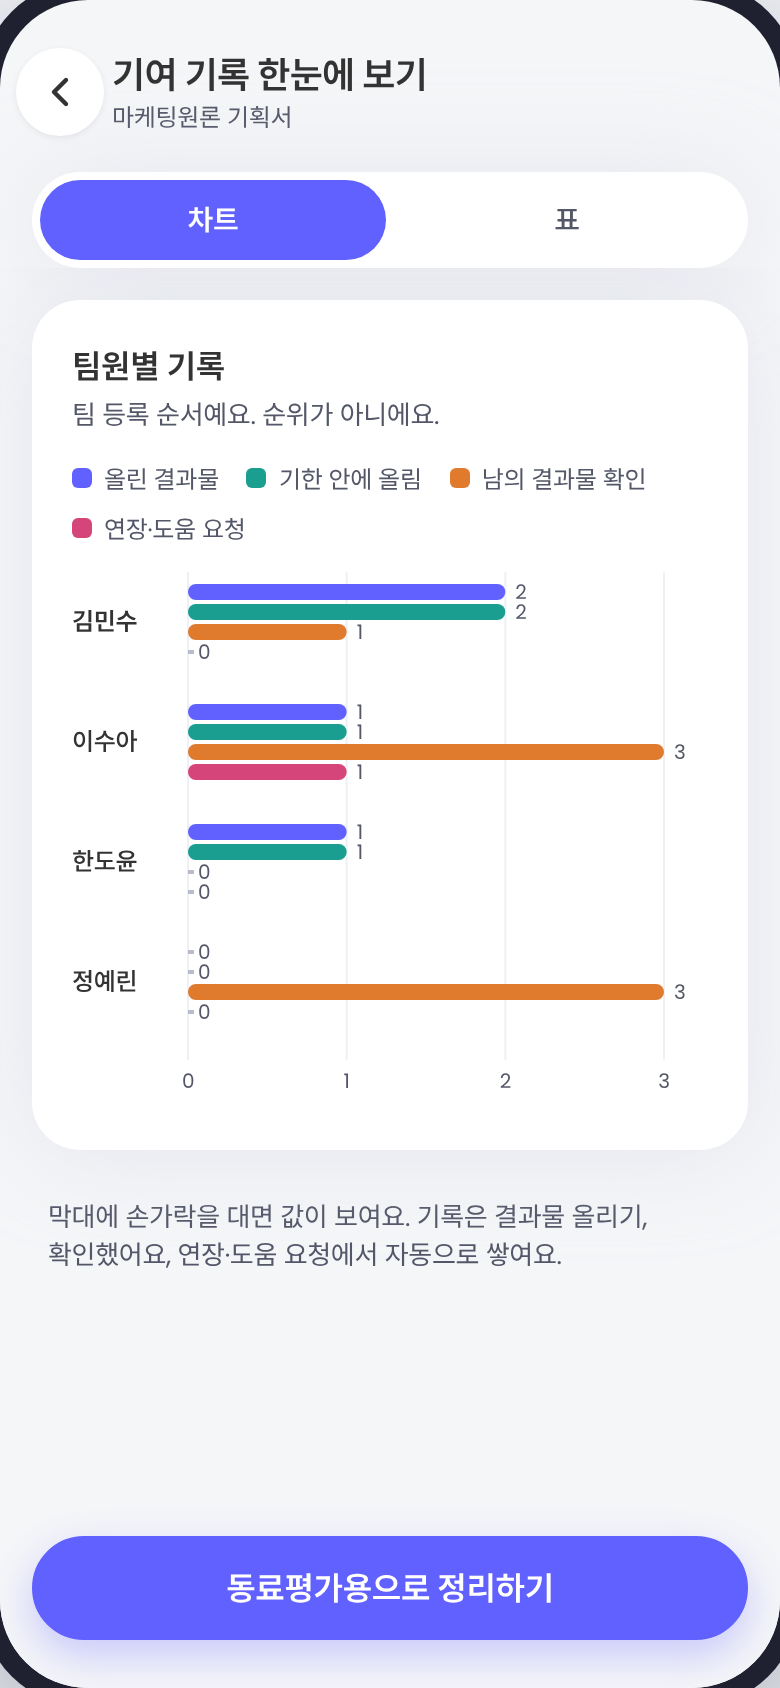 기여 기록 한눈에 보기
마케팅원론 기획서
차트 표
팀원별 기록
팀 등록 순서예요. 순위가 아니에요.
올린 결과물 기한 안에 올림 남의 결과물 확인
연장·도움 요청
김민수
2
2
1
0
이수아
1
1
3
1
한도윤
1
1
0
0
정예린
0
0
3
0
0 1 2 3
막대에 손가락을 대면 값이 보여요. 기록은 결과물 올리기,
확인했어요, 연장·도움 요청에서 자동으로 쌓여요.
동료평가용으로 정리하기